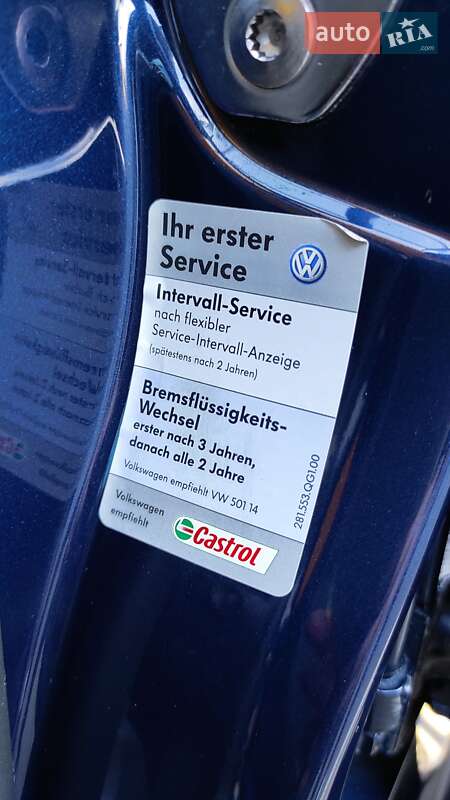 auto RIA.com
Ihr erster
Service
Intervall-Service
nach flexibler
Service-Intervall-Anzeige
(spätestens nach 2 Jahren)
Bremsflüssigkeits-
Wechsel
erster nach 3 Jahren,
danach alle 2 Jahre
Volkswagen empfiehlt VW 501 14
281.553.QG1.00
Volkswagen
empfiehlt
Castrol